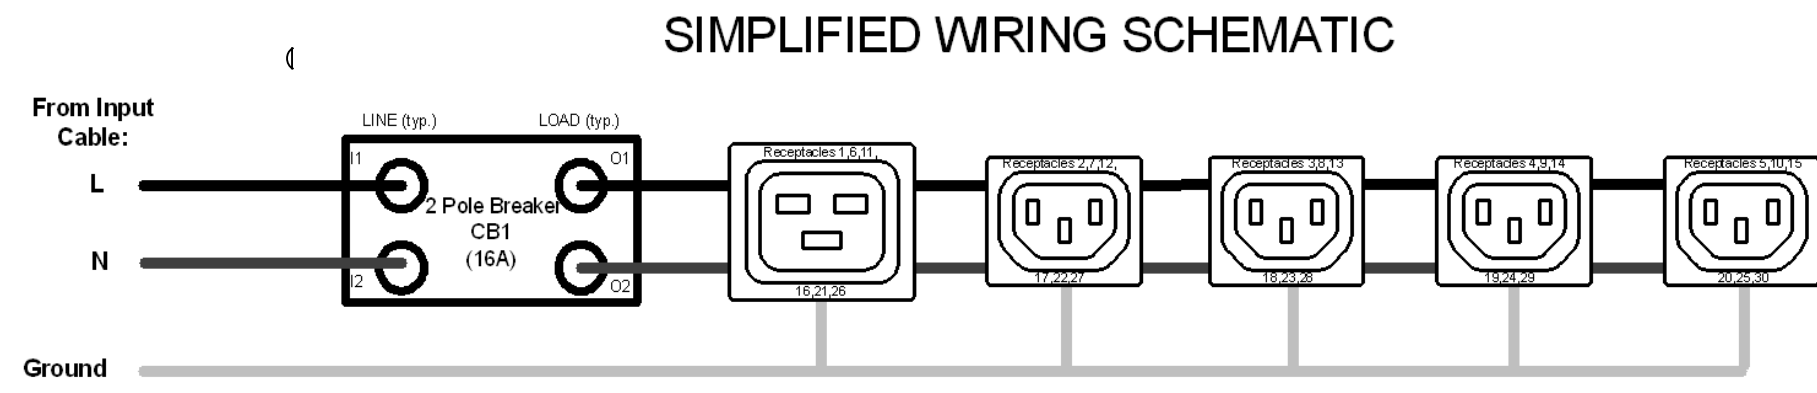 SIMPLIFIED WIRING SCHEMATIC
From Input
Cable:
LINE (typ.)
LOAD (typ.)
I1
O1
L
2 Pole Breaker
CB1
(16A)
N
I2
O2
Receptacles 1,6,11,
16,21,26
Receptacles 2,7,12,
17,22,27
Receptacles 3,8,13
18,23,28
Receptacles 4,9,14
19,24,29
Receptacles 5,10,15
20,25,30
Ground